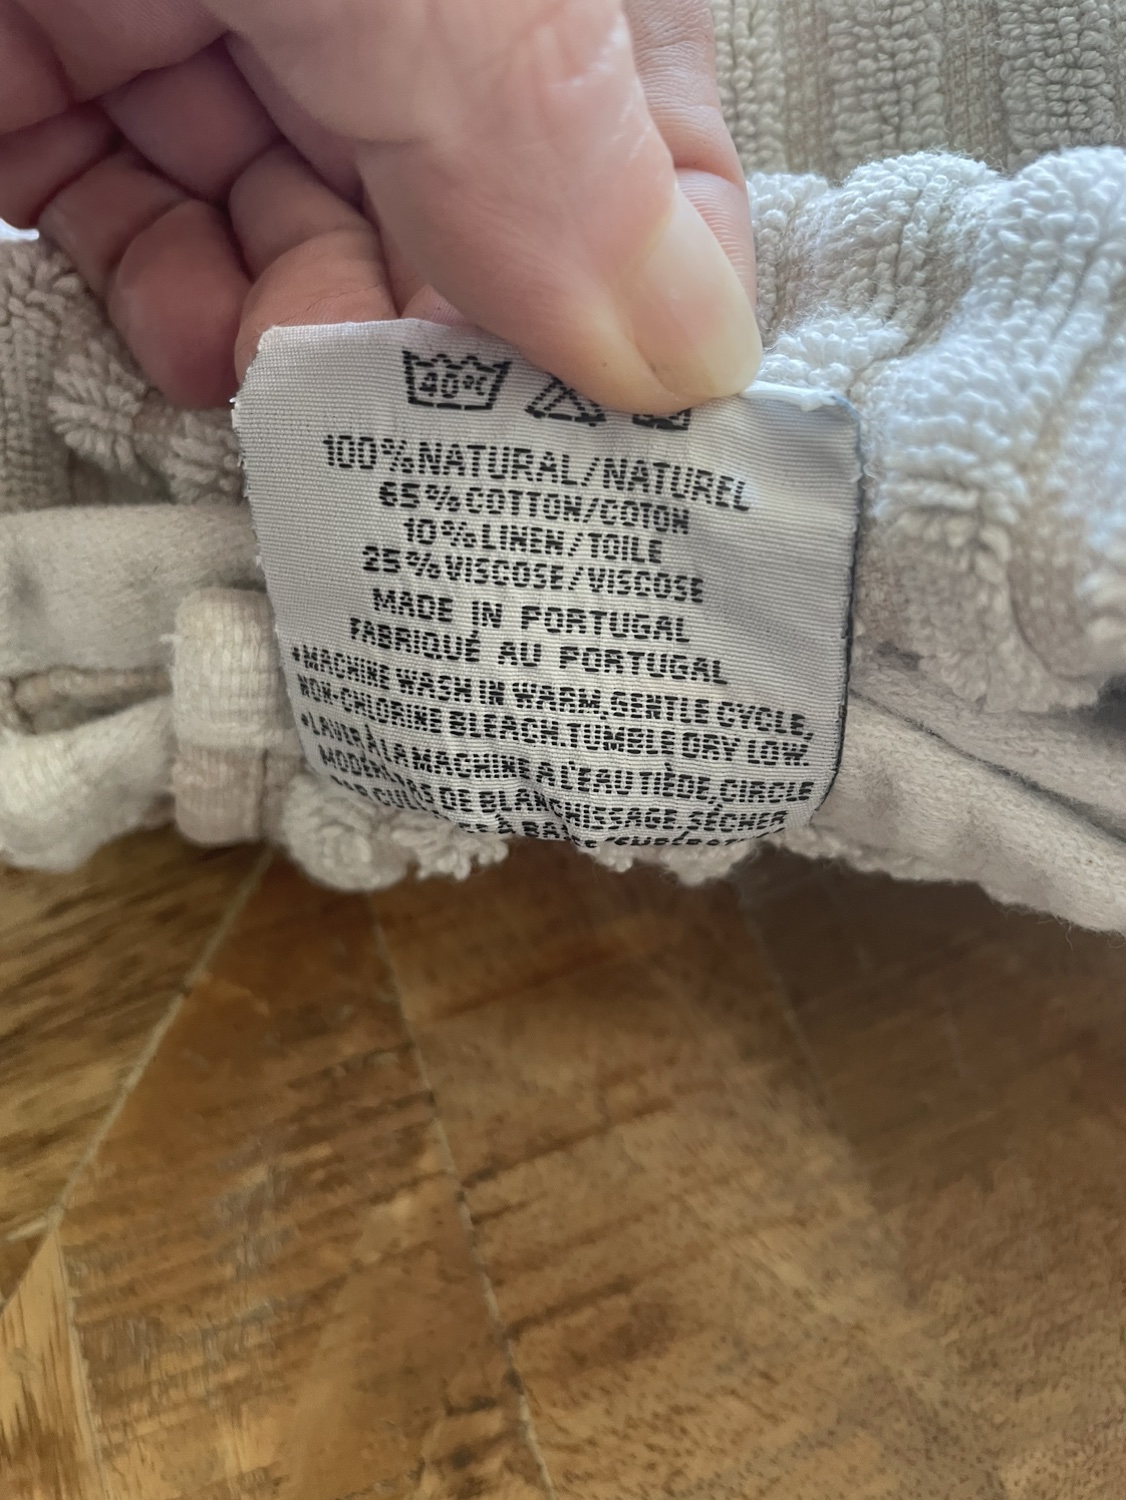 40°C
100% NATURAL/NATUREL
65% COTTON/COTON
10% LINEN/TOILE
25% VISCOSE/VISCOSE
MADE IN PORTUGAL
FABRIQUÉ AU PORTUGAL
•MACHINE WASH IN WARM,GENTLE CYCLE,
NON-CHLORINE BLEACH.TUMBLE DRY LOW.
•LAVER À LA MACHINE A L'EAU TIÈDE, CIRCLE
DE BLANCHISSAGE, SÉCHER
À